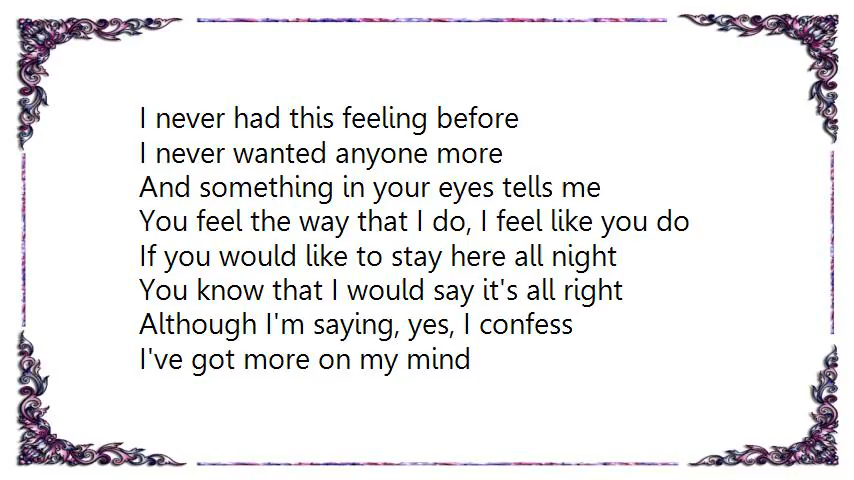 I never had this feeling before
I never wanted anyone more
And something in your eyes tells me
You feel the way that I do, I feel like you do
If you would like to stay here all night
You know that I would say it's all right
Although I'm saying, yes, I confess
I've got more on my mind